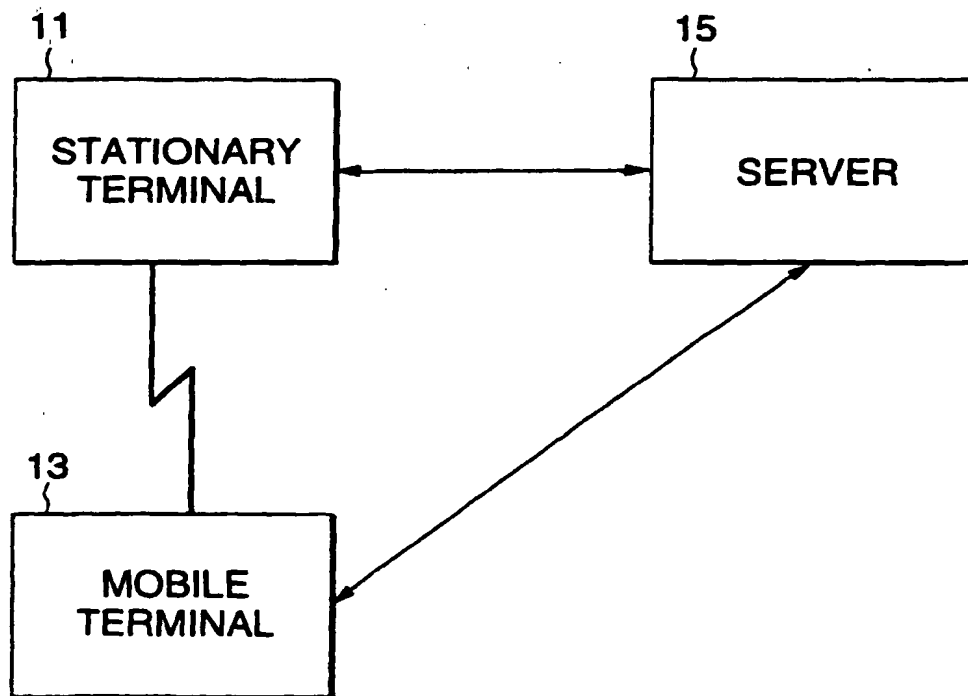 11
15
STATIONARY
TERMINAL
SERVER
13
MOBILE
TERMINAL